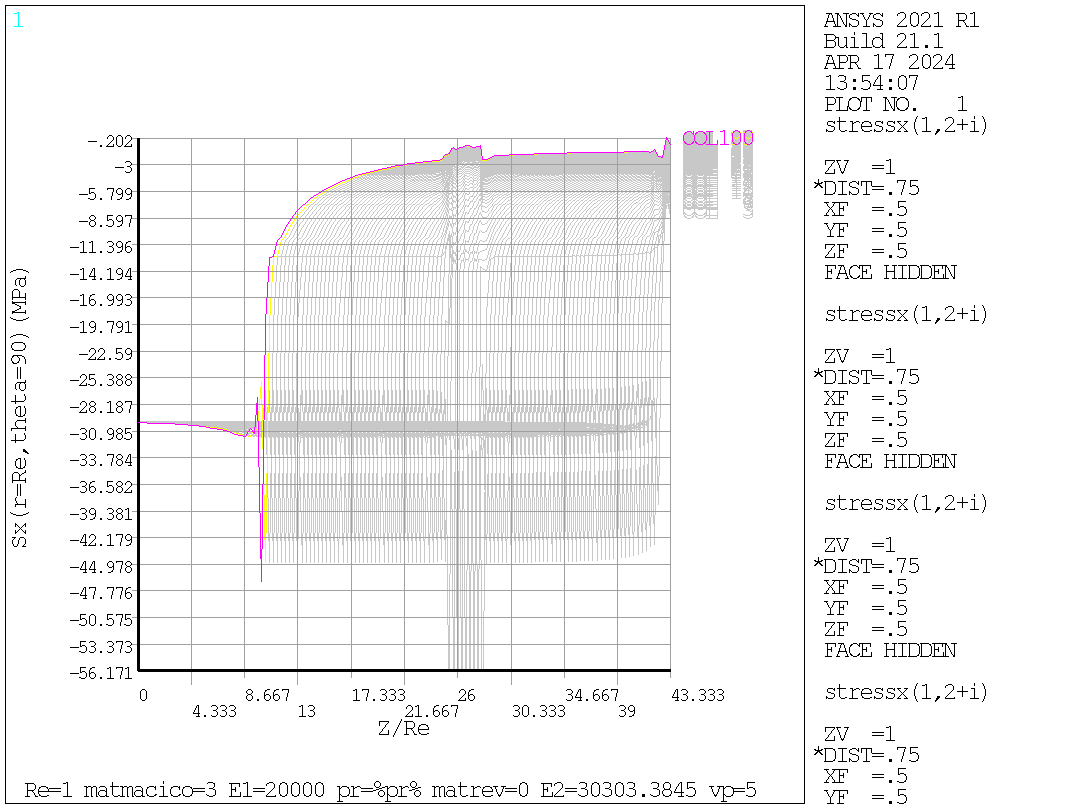 1
ANSYS 2021 R1
Build 21.1
APR 17 2024
13:54:07
PLOT NO. 1
stressx(1,2+i)
ZV =1
*DIST=.75
XF =.5
YF =.5
ZF =.5
FACE HIDDEN
stressx(1,2+i)
ZV =1
*DIST=.75
XF =.5
YF =.5
ZF =.5
FACE HIDDEN
stressx(1,2+i)
ZV =1
*DIST=.75
XF =.5
YF =.5
ZF =.5
FACE HIDDEN
stressx(1,2+i)
ZV =1
*DIST=.75
XF =.5
YF =.5
-.202
-3
-5.799
-8.597
-11.396
-14.194
-16.993
-19.791
-22.59
-25.388
-28.187
-30.985
-33.784
-36.582
-39.381
-42.179
-44.978
-47.776
-50.575
-53.373
-56.171
Sx(r=Re,theta=90)(MPa)
0 8.667 17.333 26 34.667 43.333
4.333 13 21.667 30.333 39
Z/Re
Re=1 matmacico=3 E1=20000 pr=%pr% matrev=0 E2=30303.3845 vp=5